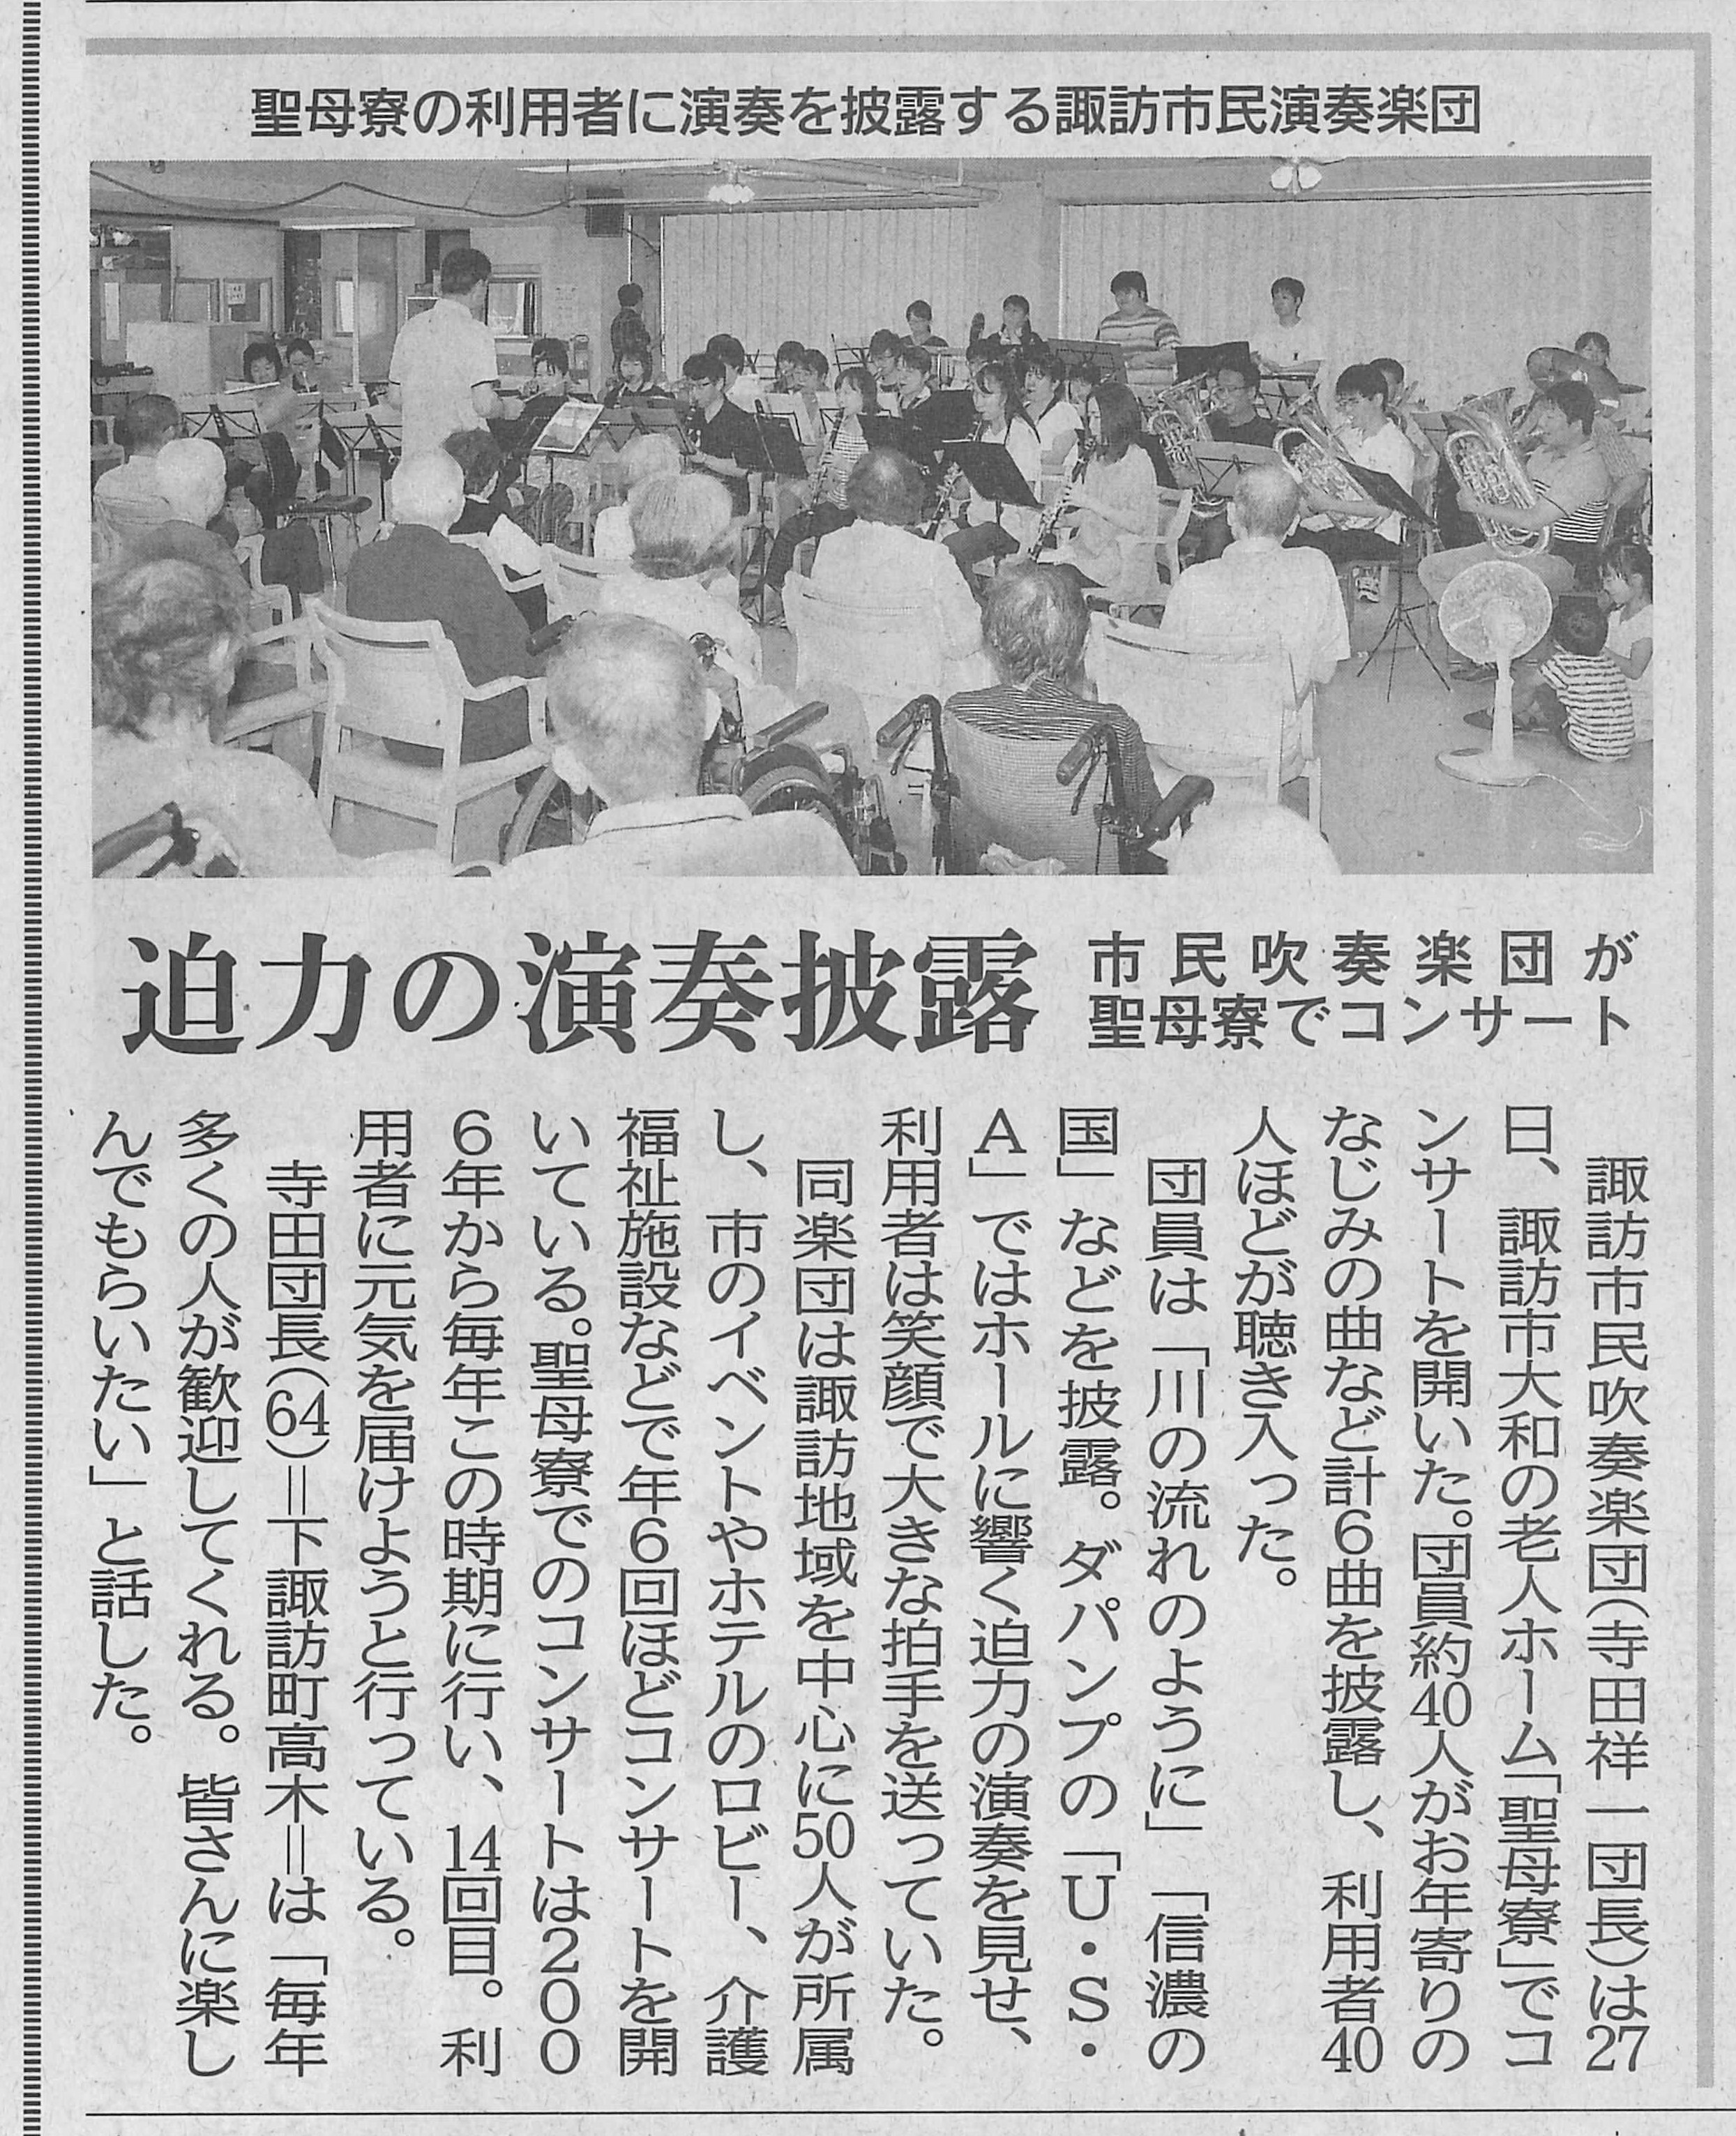 聖母寮の利用者に演奏を披露する諏訪市民演奏楽団
市民吹奏楽団が
聖母寮でコンサート
迫力の演奏披露
諏訪市民吹奏楽団(寺田祥一団長)は27
日、諏訪市大和の老人ホーム「聖母寮」でコ
ンサートを開いた。団員約40人がお年寄りの
なじみの曲など計6曲を披露し、利用者40
人ほどが聴き入った。
団員は「川の流れのように」「信濃の
国」などを披露。ダパンプの「U・S・
A」ではホールに響く迫力の演奏を見せ、
利用者は笑顔で大きな拍手を送っていた。
同楽団は諏訪地域を中心に50人が所属
し、市のイベントやホテルのロビー、介護
福祉施設などで年6回ほどコンサートを開
いている。聖母寮でのコンサートは200
6年から毎年この時期に行い、14回目。利
用者に元気を届けようと行っている。
寺田団長(64)=下諏訪町高木=は「毎年
多くの人が歓迎してくれる。皆さんに楽し
んでもらいたい」と話した。